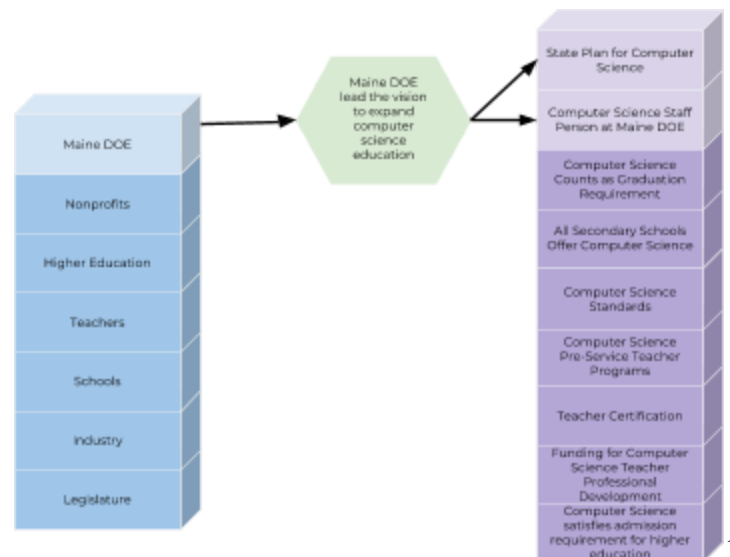 Maine DOE
Nonprofits
Higher Education
Teachers
Schools
Industry
Legislature
Maine DOE
lead the vision
to expand
computer
science
education
State Plan for Computer
Science
Computer Science Staff
Person at Maine DOE
Computer Science
Counts as Graduation
Requirement
All Secondary Schools
Offer Computer Science
Computer Science
Standards
Computer Science
Pre-Service Teacher
Programs
Teacher Certification
Funding for Computer
Science Teacher
Professional
Development
Computer Science
satisfies admission
requirement for higher
education